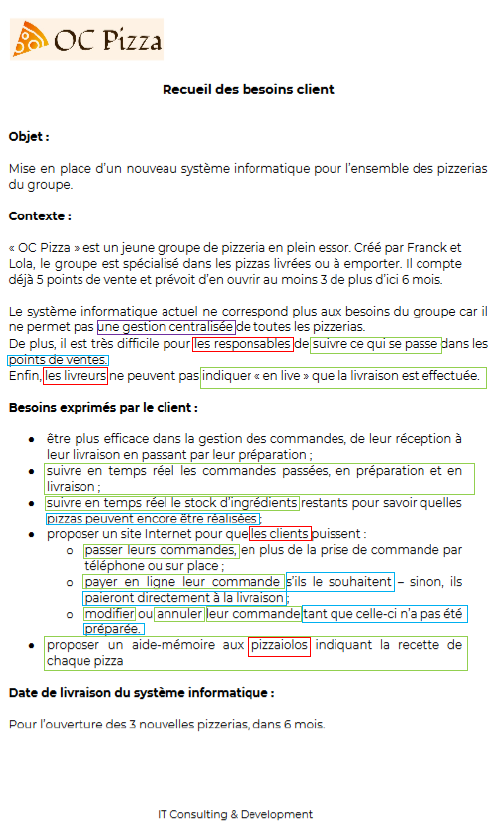 OC Pizza
Recueil des besoins client
Objet :
Mise en place d'un nouveau système informatique pour l'ensemble des pizzerias
du groupe.
Contexte :
« OC Pizza » est un jeune groupe de pizzeria en plein essor. Créé par Franck et
Lola, le groupe est spécialisé dans les pizzas livrées ou à emporter. Il compte
déjà 5 points de vente et prévoit d'en ouvrir au moins 3 de plus d'ici 6 mois.
Le système informatique actuel ne correspond plus aux besoins du groupe car il
ne permet pas une gestion centralisée de toutes les pizzerias.
De plus, il est très difficile pour les responsables de suivre ce qui se passe dans les
points de ventes.
Enfin, les livreurs ne peuvent pas indiquer « en live » que la livraison est effectuée.
Besoins exprimés par le client :
● être plus efficace dans la gestion des commandes, de leur réception à
leur livraison en passant par leur préparation ;
● suivre en temps réel les commandes passées, en préparation et en
livraison ;
● suivre en temps réel le stock d'ingrédients restants pour savoir quelles
pizzas peuvent encore être réalisées ;
● proposer un site Internet pour que les clients puissent :
o passer leurs commandes, en plus de la prise de commande par
téléphone ou sur place ;
o payer en ligne leur commande s'ils le souhaitent – sinon, ils
paieront directement à la livraison ;
o modifier ou annuler leur commande tant que celle-ci n'a pas été
préparée.
● proposer un aide-mémoire aux pizzaiolos indiquant la recette de
chaque pizza
Date de livraison du système informatique :
Pour l'ouverture des 3 nouvelles pizzerias, dans 6 mois.
IT Consulting & Development